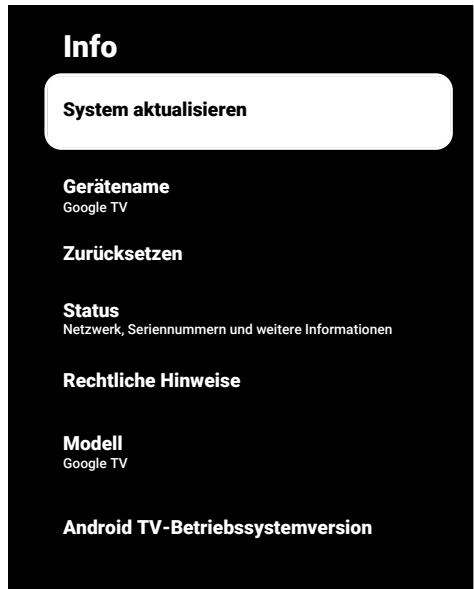 Info
System aktualisieren
Gerätename
Google TV
Zurücksetzen
Status
Netzwerk, Seriennummern und weitere Informationen
Rechtliche Hinweise
Modell
Google TV
Android TV-Betriebssystemversion